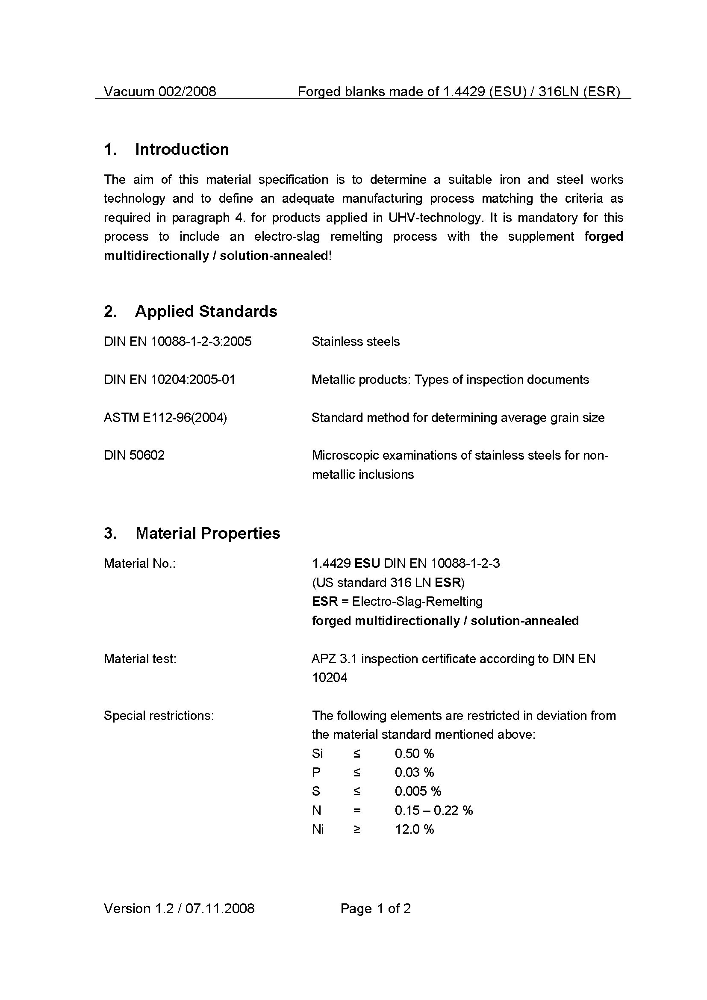 Vacuum 002/2008 Forged blanks made of 1.4429 (ESU) / 316LN (ESR)
1. Introduction
The aim of this material specification is to determine a suitable iron and steel works
technology and to define an adequate manufacturing process matching the criteria as
required in paragraph 4. for products applied in UHV-technology. It is mandatory for this
process to include an electro-slag remelting process with the supplement forged
multidirectionally / solution-annealed!
2. Applied Standards
DIN EN 10088-1-2-3:2005 Stainless steels
DIN EN 10204:2005-01 Metallic products: Types of inspection documents
ASTM E112-96(2004) Standard method for determining average grain size
DIN 50602 Microscopic examinations of stainless steels for non-
metallic inclusions
3. Material Properties
Material No.: 1.4429 ESU DIN EN 10088-1-2-3
(US standard 316 LN ESR)
ESR = Electro-Slag-Remelting
forged multidirectionally / solution-annealed
Material test: APZ 3.1 inspection certificate according to DIN EN
10204
Special restrictions: The following elements are restricted in deviation from
the material standard mentioned above:
Si ≤ 0.50 %
P ≤ 0.03 %
S ≤ 0.005 %
N = 0.15 – 0.22 %
Ni ≥ 12.0 %
Version 1.2 / 07.11.2008 Page 1 of 2